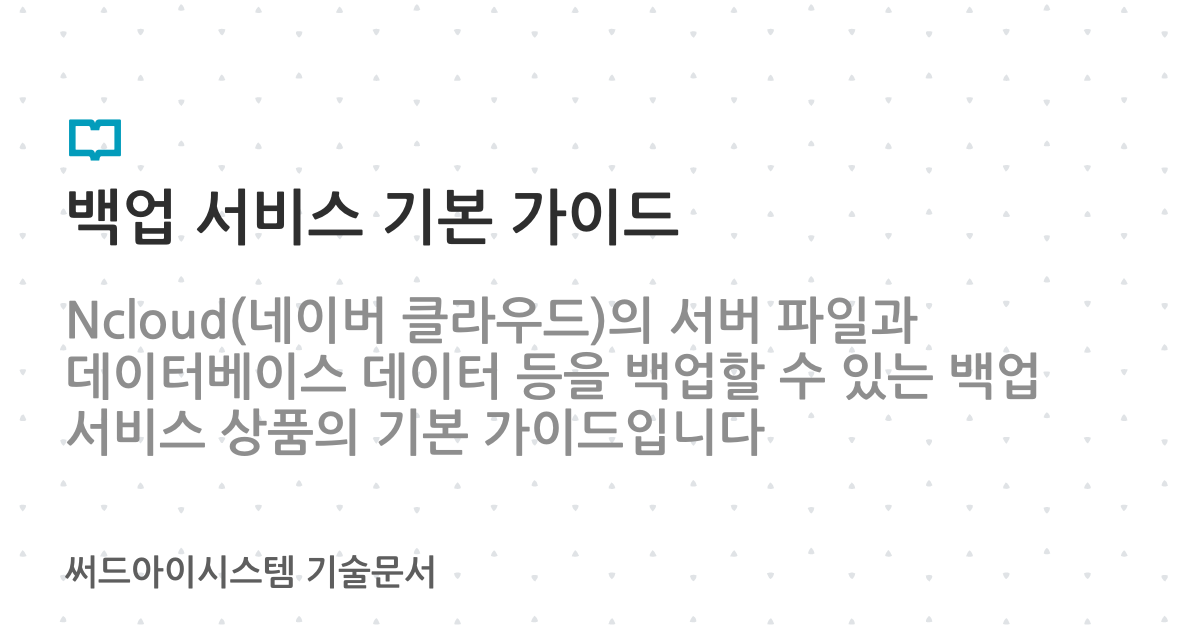 백업 서비스 기본 가이드
Ncloud(네이버 클라우드)의 서버 파일과
데이터베이스 데이터 등을 백업할 수 있는 백업
서비스 상품의 기본 가이드입니다
써드아이시스템 기술문서